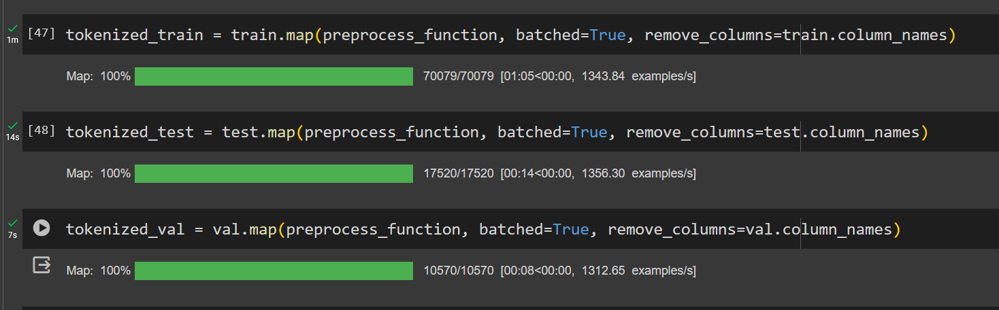 [47] tokenized_train = train.map(preprocess_function, batched=True, remove_columns=train.column_names)
1m
Map: 100% 70079/70079 [01:05<00:00, 1343.84 examples/s]
[48] tokenized_test = test.map(preprocess_function, batched=True, remove_columns=test.column_names)
14s
Map: 100% 17520/17520 [00:14<00:00, 1356.30 examples/s]
tokenized_val = val.map(preprocess_function, batched=True, remove_columns=val.column_names)
7s
Map: 100% 10570/10570 [00:08<00:00, 1312.65 examples/s]